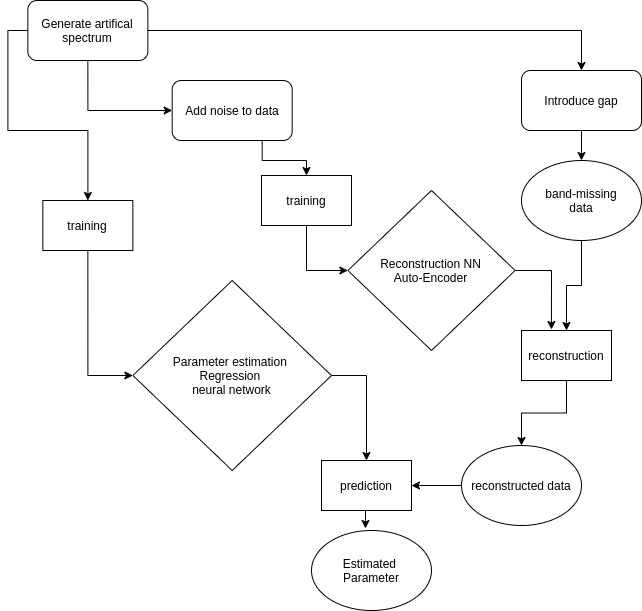 Generate artifical
spectrum
Add noise to data
Introduce gap
training
training
band-missing
data
Reconstruction NN
Auto-Encoder
reconstruction
Parameter estimation
Regression
neural network
prediction
reconstructed data
Estimated
Parameter